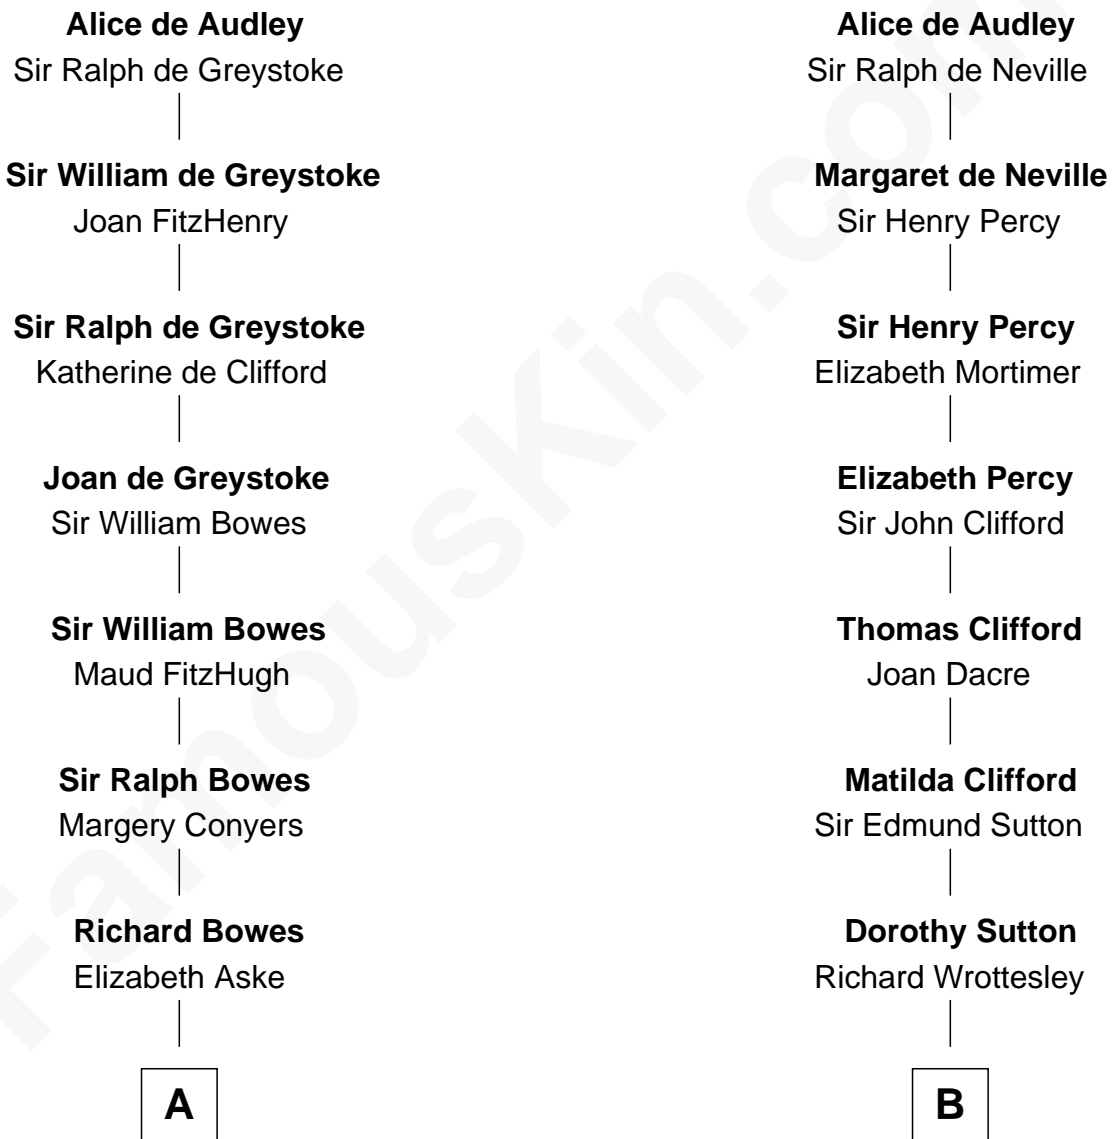 Alice de Audley
Sir Ralph de Greystoke
Sir William de Greystoke
Joan FitzHenry
Sir Ralph de Greystoke
Katherine de Clifford
Joan de Greystoke
Sir William Bowes
Sir William Bowes
Maud FitzHugh
Sir Ralph Bowes
Margery Conyers
Richard Bowes
Elizabeth Aske
A
Alice de Audley
Sir Ralph de Neville
Margaret de Neville
Sir Henry Percy
Sir Henry Percy
Elizabeth Mortimer
Elizabeth Percy
Sir John Clifford
Thomas Clifford
Joan Dacre
Matilda Clifford
Sir Edmund Sutton
Dorothy Sutton
Richard Wrottesley
B
FamousKin.com